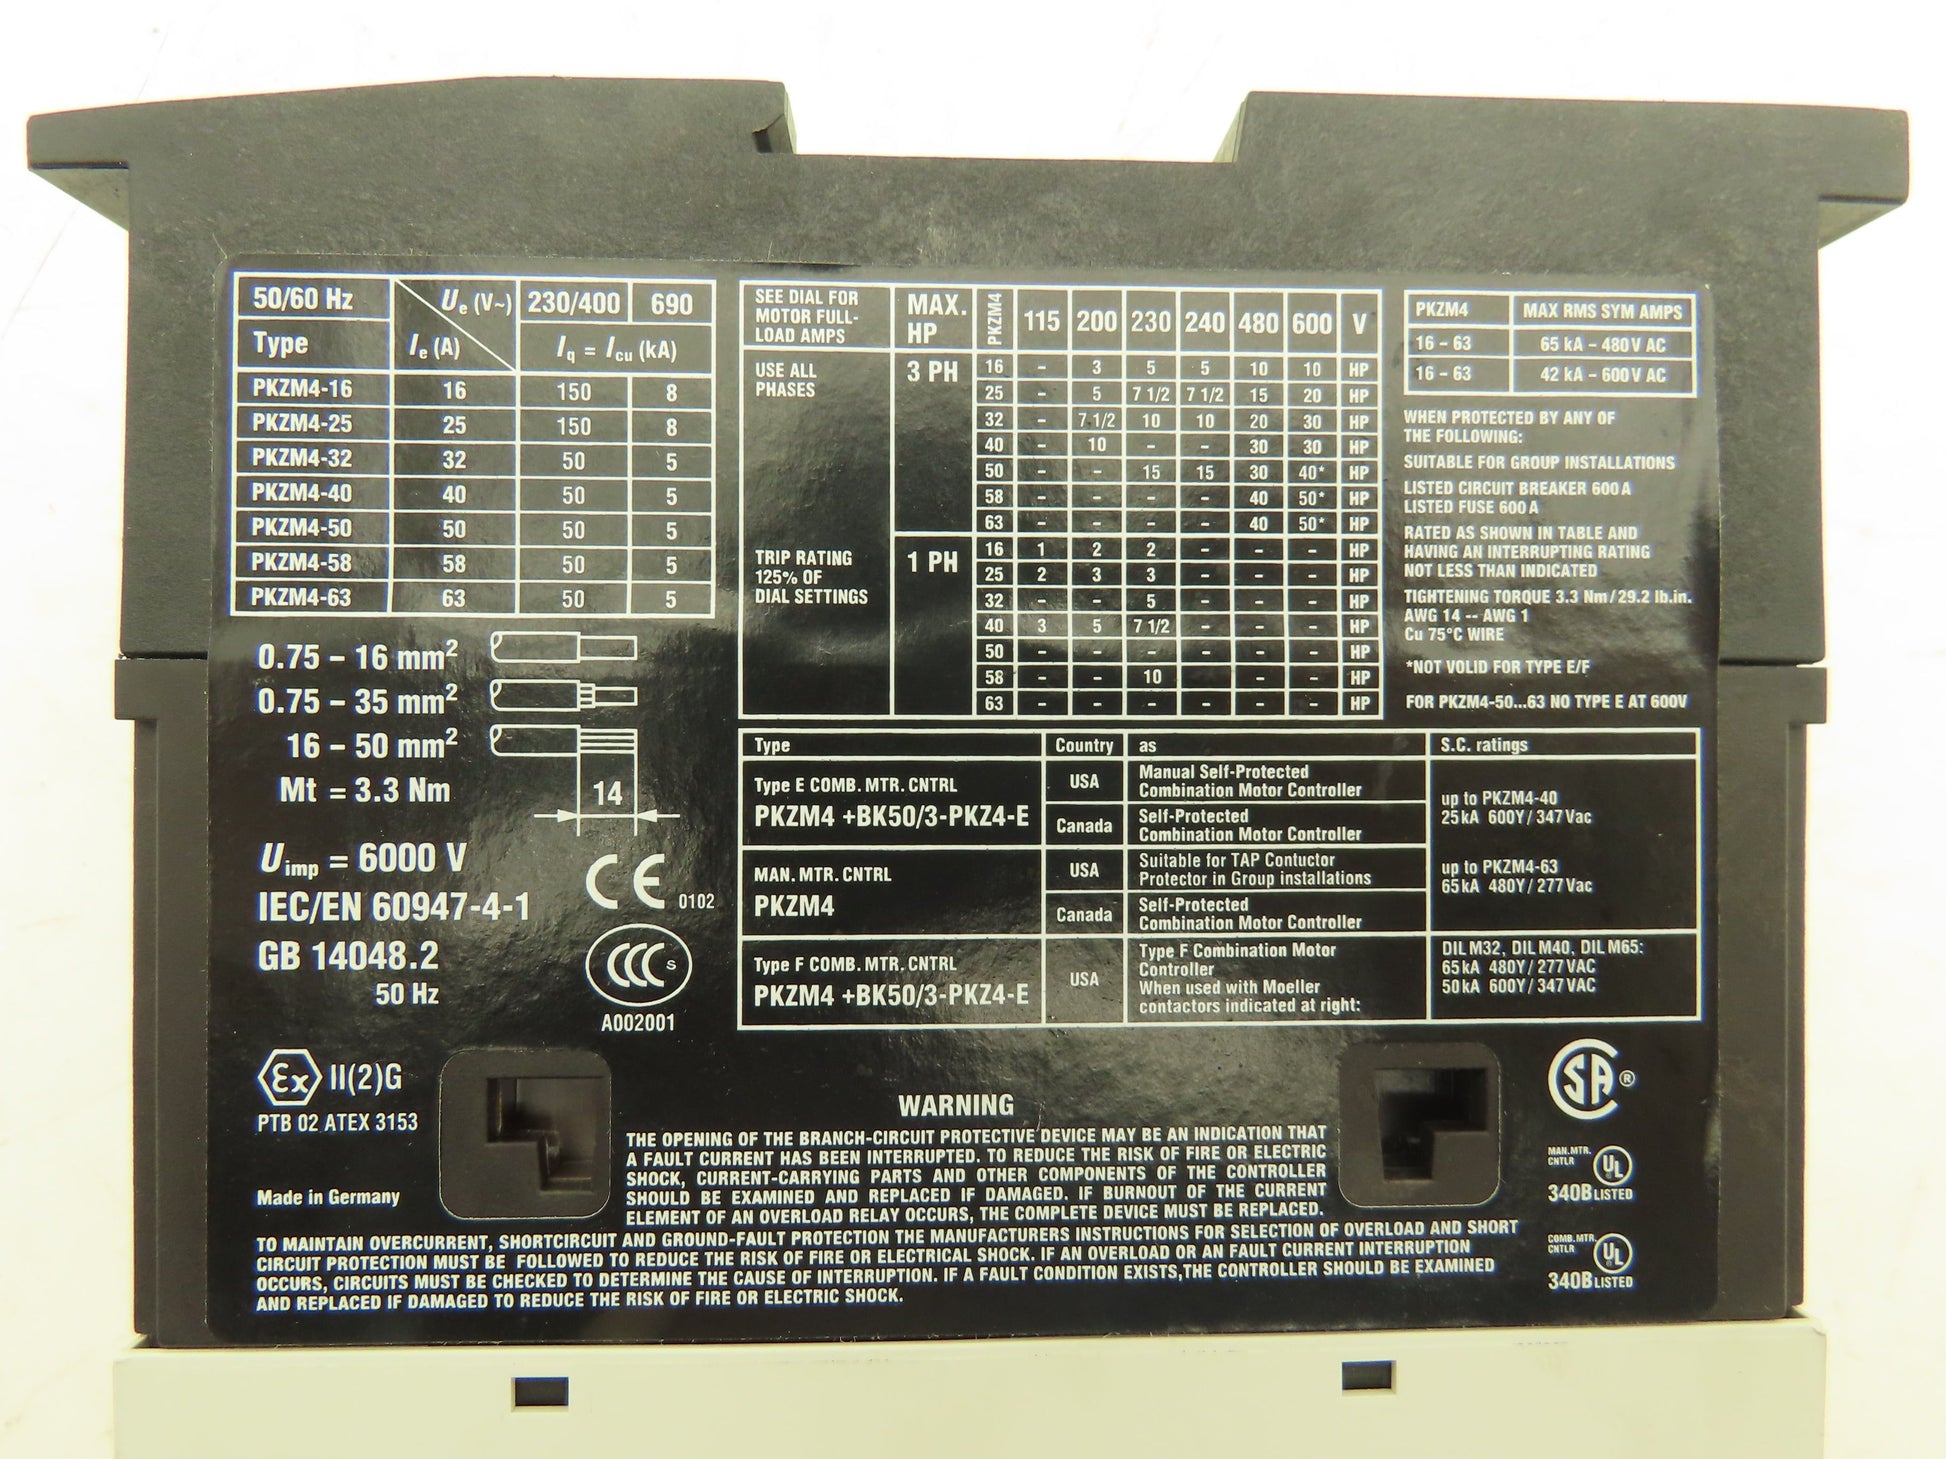 50/60 Hz Ue (V~) 230/400 690
Type Ie (A) Iq = Icu (kA)
PKZM4-16 16 150 8
PKZM4-25 25 150 8
PKZM4-32 32 50 5
PKZM4-40 40 50 5
PKZM4-50 50 50 5
PKZM4-58 58 50 5
PKZM4-63 63 50 5
0.75 – 16 mm²
0.75 – 35 mm²
16 – 50 mm²
Mt = 3.3 Nm
14
Uimp = 6000 V
IEC/EN 60947-4-1
GB 14048.2
50 Hz
CE 0102
CCC S
A002001
Ex II(2)G
PTB 02 ATEX 3153
Made in Germany
SEE DIAL FOR
MOTOR FULL-
LOAD AMPS
MAX.
HP
PKZM4 115 200 230 240 480 600 V
USE ALL
PHASES
3 PH
16 - 3 5 5 10 10 HP
25 - 5 7 1/2 7 1/2 15 20 HP
32 - 7 1/2 10 10 20 30 HP
40 - 10 30 30 HP
50 - - 15 15 30 40* HP
58 - - - - 40 50* HP
63 - - - - 40 50* HP
TRIP RATING
125% OF
DIAL SETTINGS
1 PH
16 1 2 2 - - - HP
25 2 3 3 - - - HP
32 - - 5 - - - HP
40 3 5 7 1/2 - - - HP
50 - - - - - - HP
58 - - 10 - - - HP
63 - - - - - - HP
PKZM4 MAX RMS SYM AMPS
16 – 63 65 kA – 480V AC
16 – 63 42 kA – 600V AC
WHEN PROTECTED BY ANY OF
THE FOLLOWING:
SUITABLE FOR GROUP INSTALLATIONS
LISTED CIRCUIT BREAKER 600A
LISTED FUSE 600A
RATED AS SHOWN IN TABLE AND
HAVING AN INTERRUPTING RATING
NOT LESS THAN INDICATED
TIGHTENING TORQUE 3.3 Nm/29.2 lb.in.
AWG 14 -- AWG 1
Cu 75°C WIRE
*NOT VOLID FOR TYPE E/F
FOR PKZM4-50...63 NO TYPE E AT 600V
Type Country as S.C. ratings
Type E COMB. MTR. CNTRL
PKZM4 +BK50/3-PKZ4-E
USA
Manual Self-Protected
Combination Motor Controller
Canada
Self-Protected
Combination Motor Controller
MAN. MTR. CNTRL
PKZM4
USA
Suitable for TAP Contuctor
Protector in Group installations
Canada
Self-Protected
Combination Motor Controller
up to PKZM4-40
25kA 600Y/347Vac
up to PKZM4-63
65kA 480Y/277Vac
Type F COMB. MTR. CNTRL
PKZM4 +BK50/3-PKZ4-E
USA
Type F Combination Motor
Controller
When used with Moeller
contactors indicated at right:
DILM32, DILM40, DILM65:
65kA 480Y/277VAC
50kA 600Y/347VAC
WARNING
THE OPENING OF THE BRANCH-CIRCUIT PROTECTIVE DEVICE MAY BE AN INDICATION THAT
A FAULT CURRENT HAS BEEN INTERRUPTED. TO REDUCE THE RISK OF FIRE OR ELECTRIC
SHOCK, CURRENT-CARRYING PARTS AND OTHER COMPONENTS OF THE CONTROLLER
SHOULD BE EXAMINED AND REPLACED IF DAMAGED. IF BURNOUT OF THE CURRENT
ELEMENT OF AN OVERLOAD RELAY OCCURS, THE COMPLETE DEVICE MUST BE REPLACED.
TO MAINTAIN OVERCURRENT, SHORTCIRCUIT AND GROUND-FAULT PROTECTION THE MANUFACTURERS INSTRUCTIONS FOR SELECTION OF OVERLOAD AND SHORT
CIRCUIT PROTECTION MUST BE FOLLOWED TO REDUCE THE RISK OF FIRE OR ELECTRICAL SHOCK. IF AN OVERLOAD OR AN FAULT CURRENT INTERRUPTION
OCCURS, CIRCUITS MUST BE CHECKED TO DETERMINE THE CAUSE OF INTERRUPTION. IF A FAULT CONDITION EXISTS,THE CONTROLLER SHOULD BE EXAMINED
AND REPLACED IF DAMAGED TO REDUCE THE RISK OF FIRE OR ELECTRIC SHOCK.
SA ®
MAN.MTR.
CNTLR UL
340B LISTED
COMB.MTR.
CNTLR UL
340B LISTED